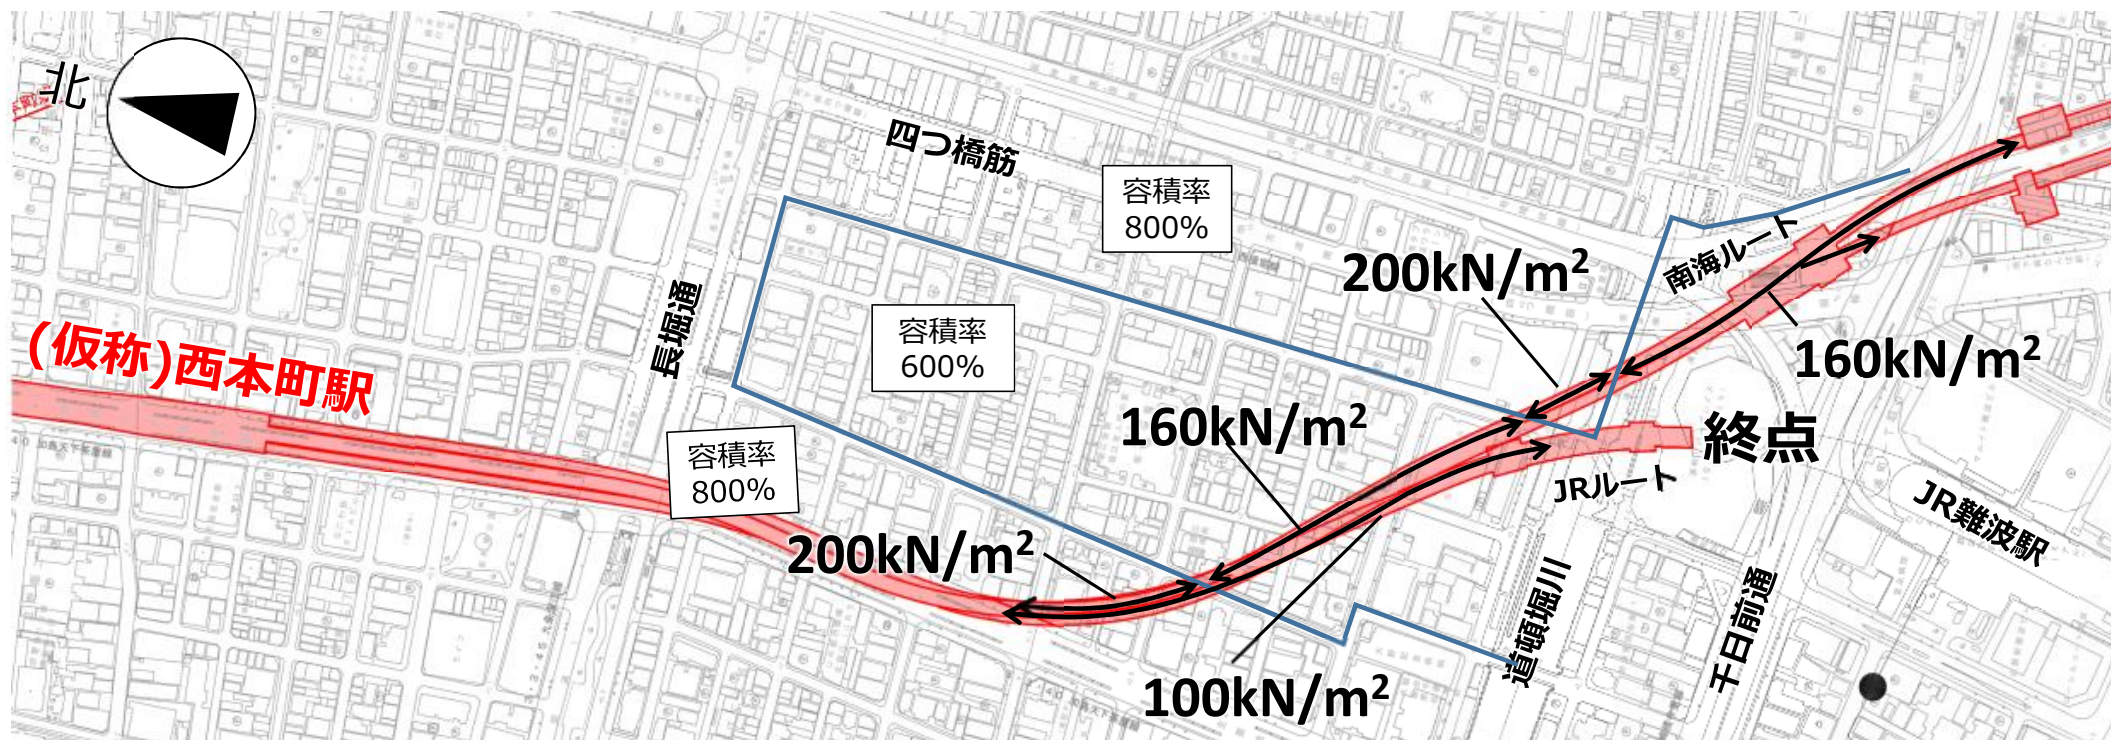 北
四つ橋筋
容積率
800%
200kN/m²
南海ルート
長堀通
容積率
600%
(仮称)西本町駅
160kN/m²
160kN/m²
終点
容積率
800%
JRルート
JR難波駅
200kN/m²
道頓堀川
千日前通
100kN/m²